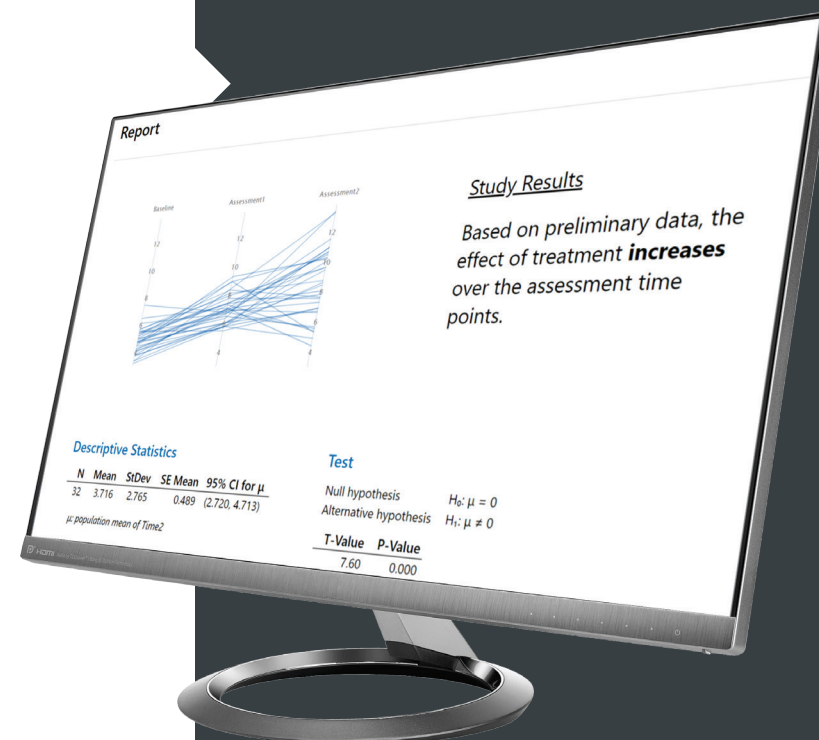 Report
Baseline
Assessment1
Assessment2
12
10
8
6
4
12
10
8
4
12
10
8
6
4
Study Results
Based on preliminary data, the
effect of treatment increases
over the assessment time
points.
Descriptive Statistics
N Mean StDev SE Mean 95% CI for μ
32 3.716 2.765 0.489 (2.720, 4.713)
μ: population mean of Time2
Test
Null hypothesis H₀: μ = 0
Alternative hypothesis H₁: μ ≠ 0
T-Value P-Value
7.60 0.000
HDMI